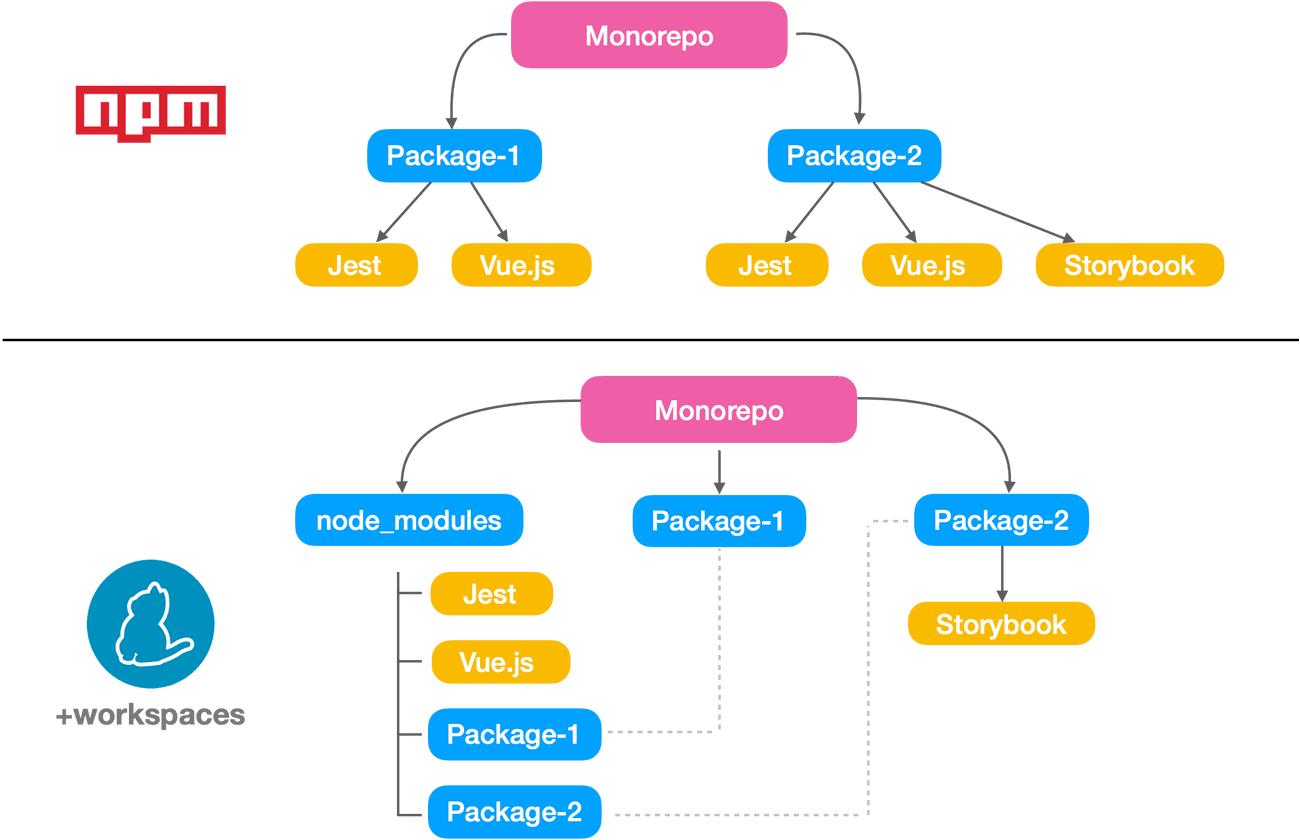 Monorepo
npm
Package-1
Package-2
Jest
Vue.js
Jest
Vue.js
Storybook
Monorepo
node_modules
Package-1
Package-2
Jest
Storybook
Vue.js
+workspaces
Package-1
Package-2